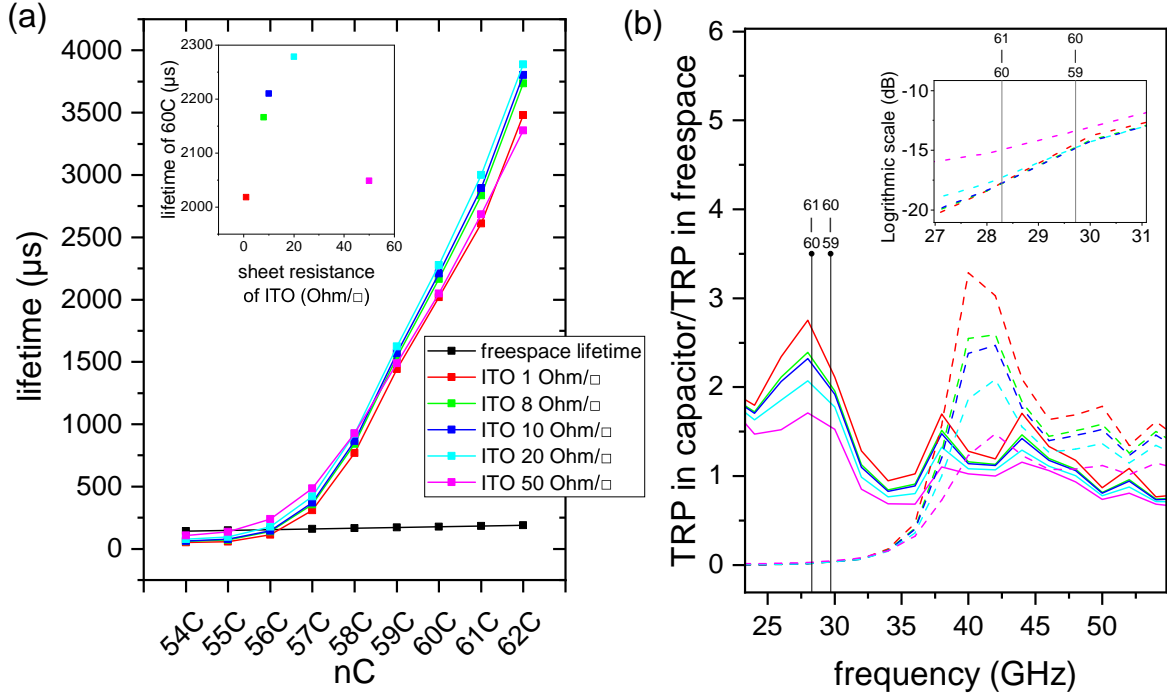 (a)
4000
3500
3000
2500
2000
1500
1000
500
0
lifetime (µs)
54C
55C
56C
57C
58C
59C
60C
61C
62C
nC
2300
2200
2100
2000
lifetime of 60C (µs)
0
20
40
60
sheet resistance
of ITO (Ohm/□)
freespace lifetime
ITO 1 Ohm/□
ITO 8 Ohm/□
ITO 10 Ohm/□
ITO 20 Ohm/□
ITO 50 Ohm/□
(b)
6
5
4
3
2
1
0
TRP in capacitor/TRP in freespace
25
30
35
40
45
50
frequency (GHz)
61 60
| |
60 59
61 60
| |
60 59
-10
-15
-20
Logrithmic scale (dB)
27
28
29
30
31